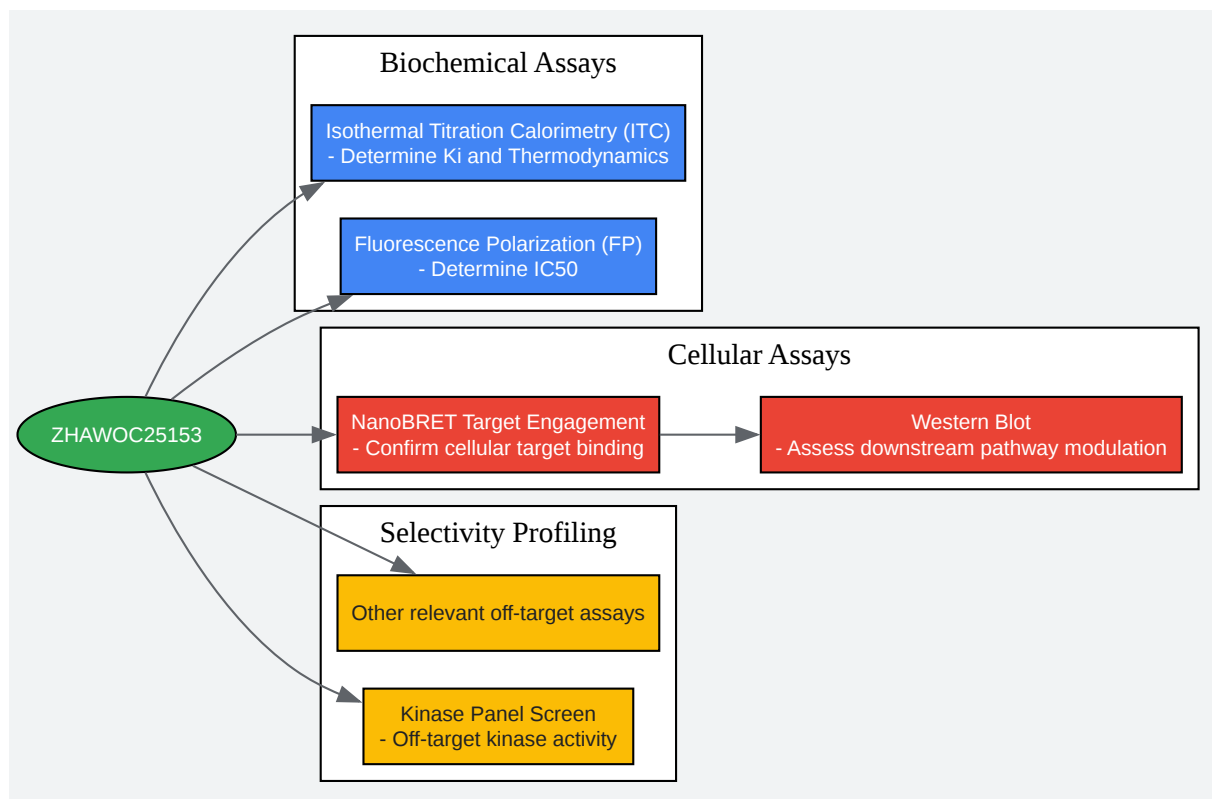 Biochemical Assays
Isothermal Titration Calorimetry (ITC)
- Determine Ki and Thermodynamics
Fluorescence Polarization (FP)
- Determine IC50
Cellular Assays
ZHAWOC25153
NanoBRET Target Engagement
- Confirm cellular target binding
Western Blot
- Assess downstream pathway modulation
Selectivity Profiling
Other relevant off-target assays
Kinase Panel Screen
- Off-target kinase activity